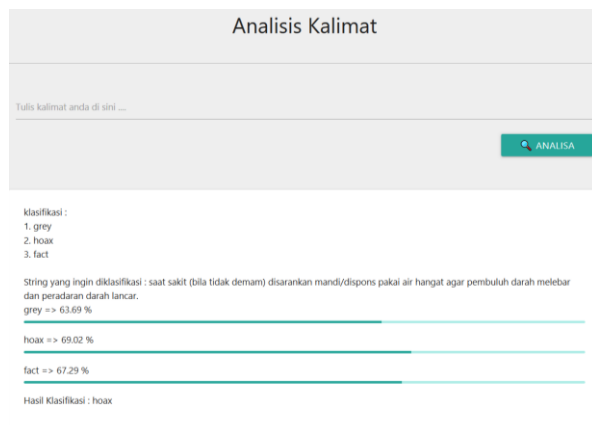 Analisis Kalimat
Tulis kalimat anda di sini ...
ANALISA
klasifikasi :
1. grey
2. hoax
3. fact
String yang ingin diklasifikasi : saat sakit (bila tidak demam) disarankan mandi/dispons pakai air hangat agar pembuluh darah melebar
dan peradaran darah lancar.
grey => 63.69 %
hoax => 69.02 %
fact => 67.29 %
Hasil Klasifikasi : hoax